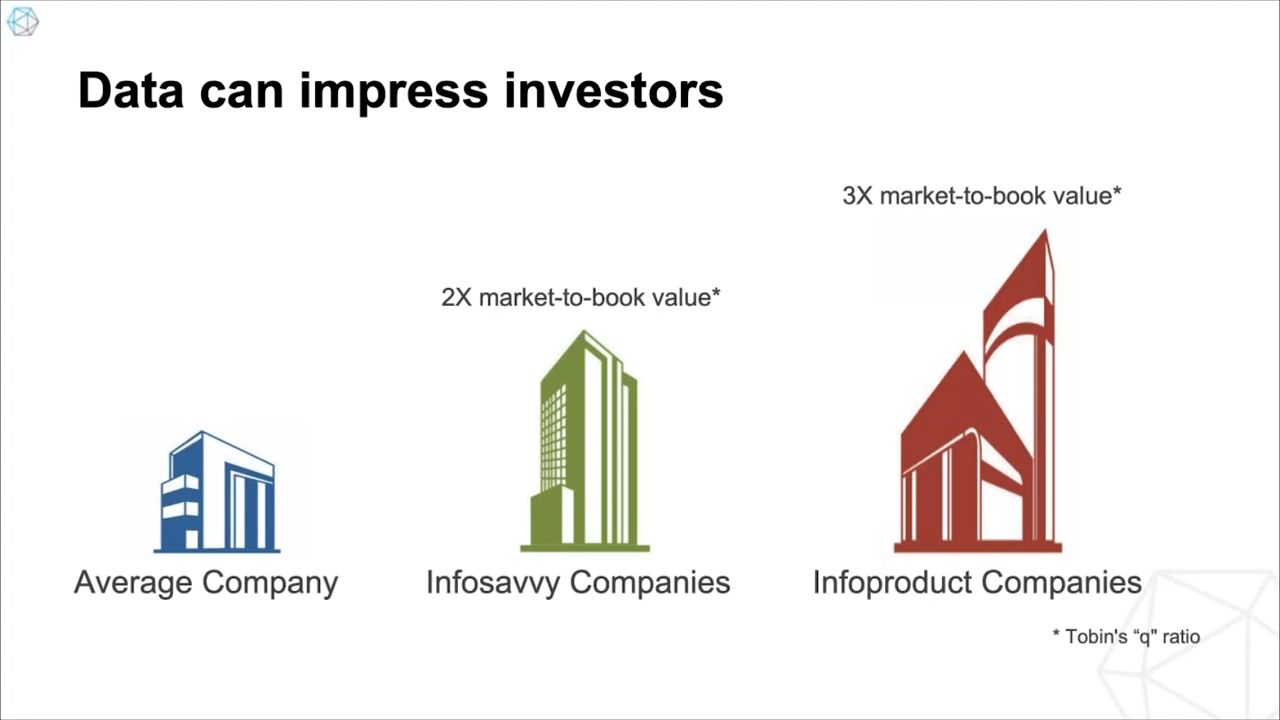 Data can impress investors
3X market-to-book value*
2X market-to-book value*
Average Company
Infosavvy Companies
Infoproduct Companies
* Tobin's “q" ratio